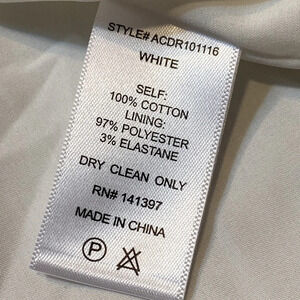 STYLE# ACDR101116
WHITE
SELF:
100% COTTON
LINING:
97% POLYESTER
3% ELASTANE
DRY CLEAN ONLY
RN# 141397
MADE IN CHINA
P